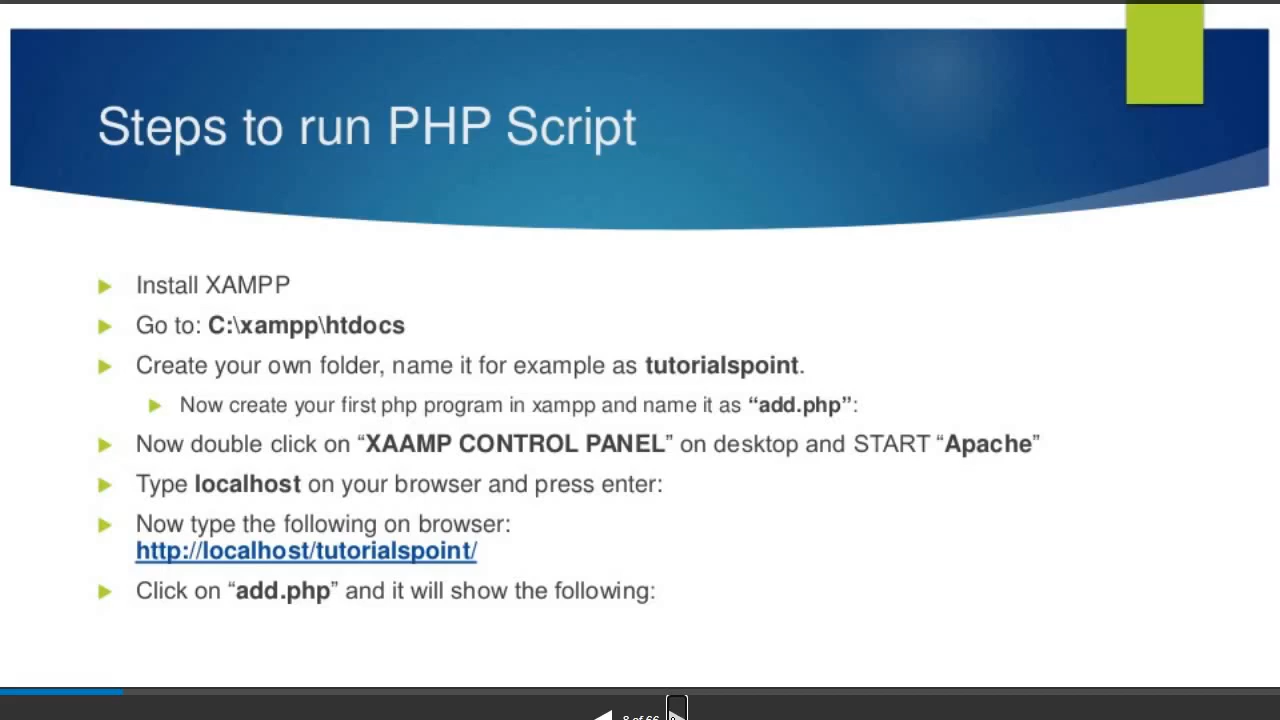 Steps to run PHP Script
Install XAMPP
Go to: C:\xampp\htdocs
Create your own folder, name it for example as tutorialspoint.
Now create your first php program in xampp and name it as “add.php”:
Now double click on “XAAMP CONTROL PANEL” on desktop and START “Apache”
Type localhost on your browser and press enter:
Now type the following on browser:
http://localhost/tutorialspoint/
Click on “add.php” and it will show the following:
8 of 66